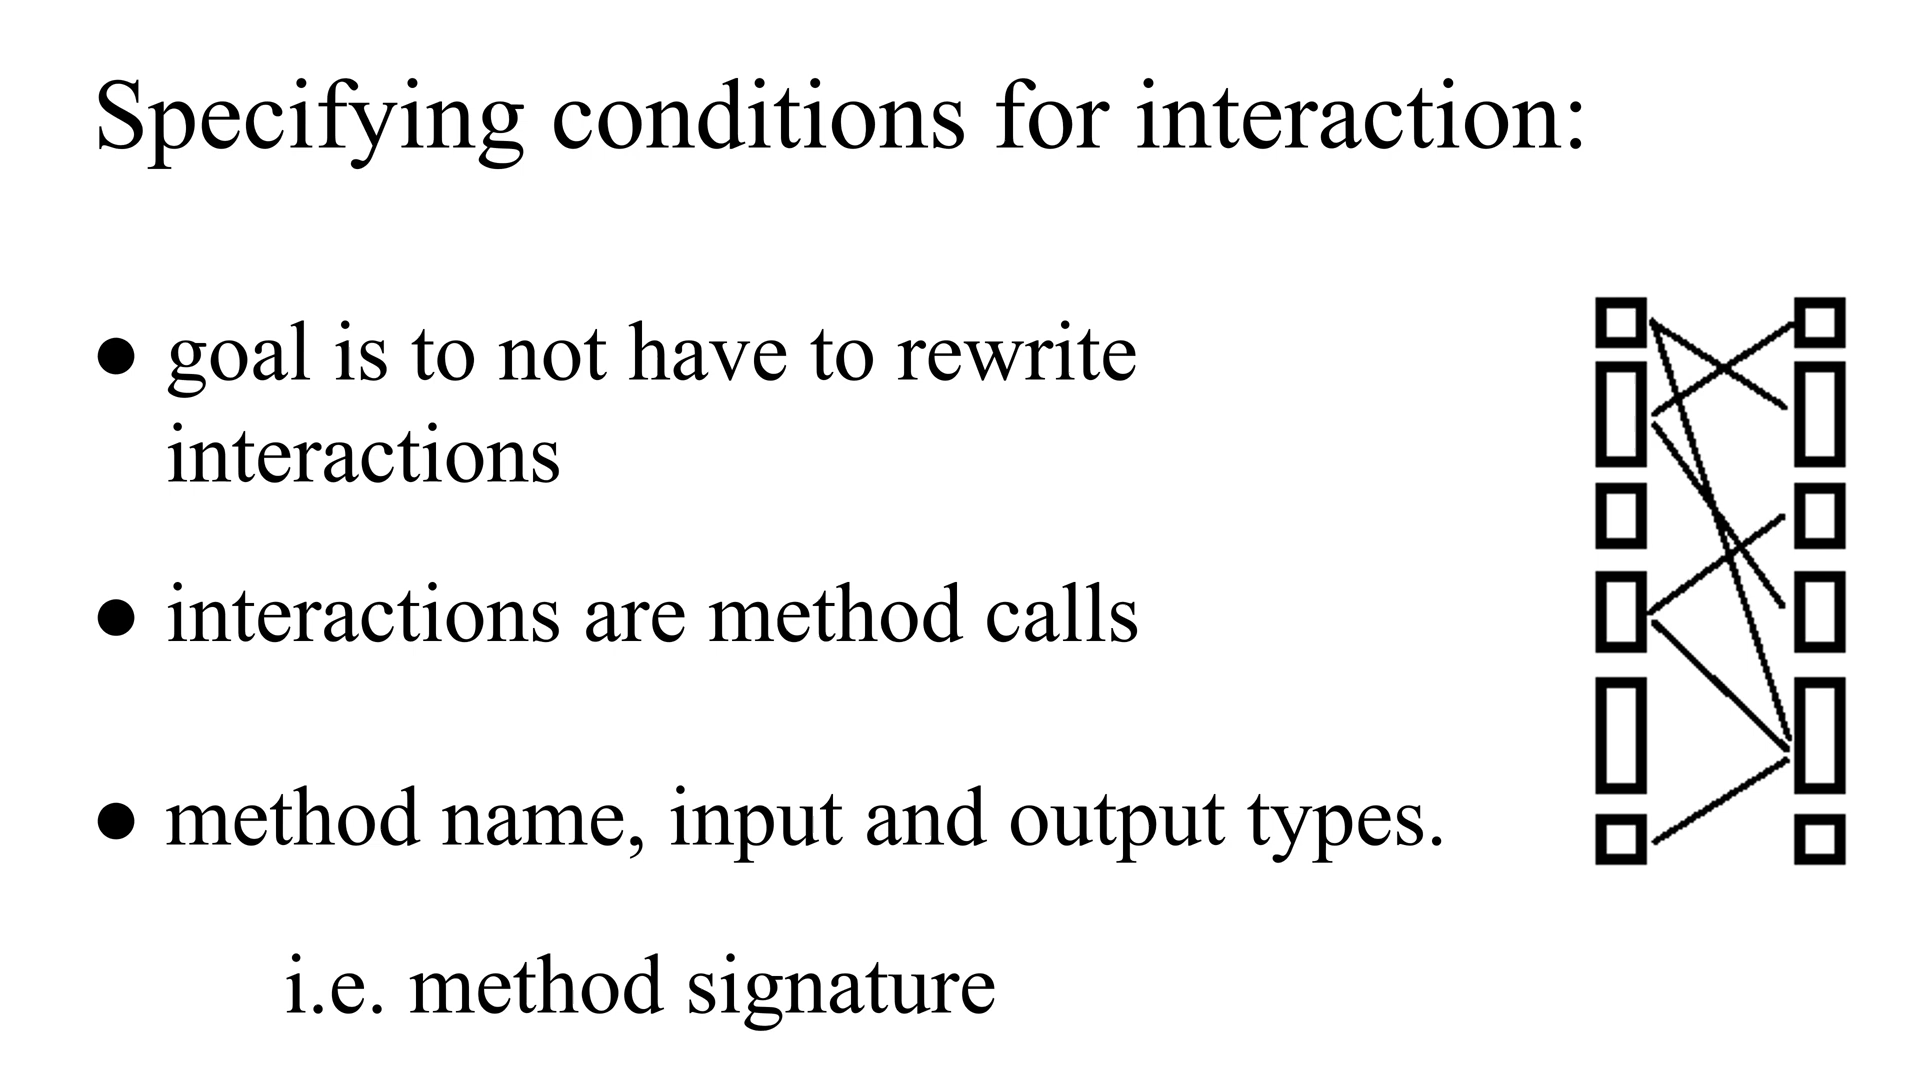 Specifying conditions for interaction:
● goal is to not have to rewrite
interactions
● interactions are method calls
● method name, input and output types.
i.e. method signature